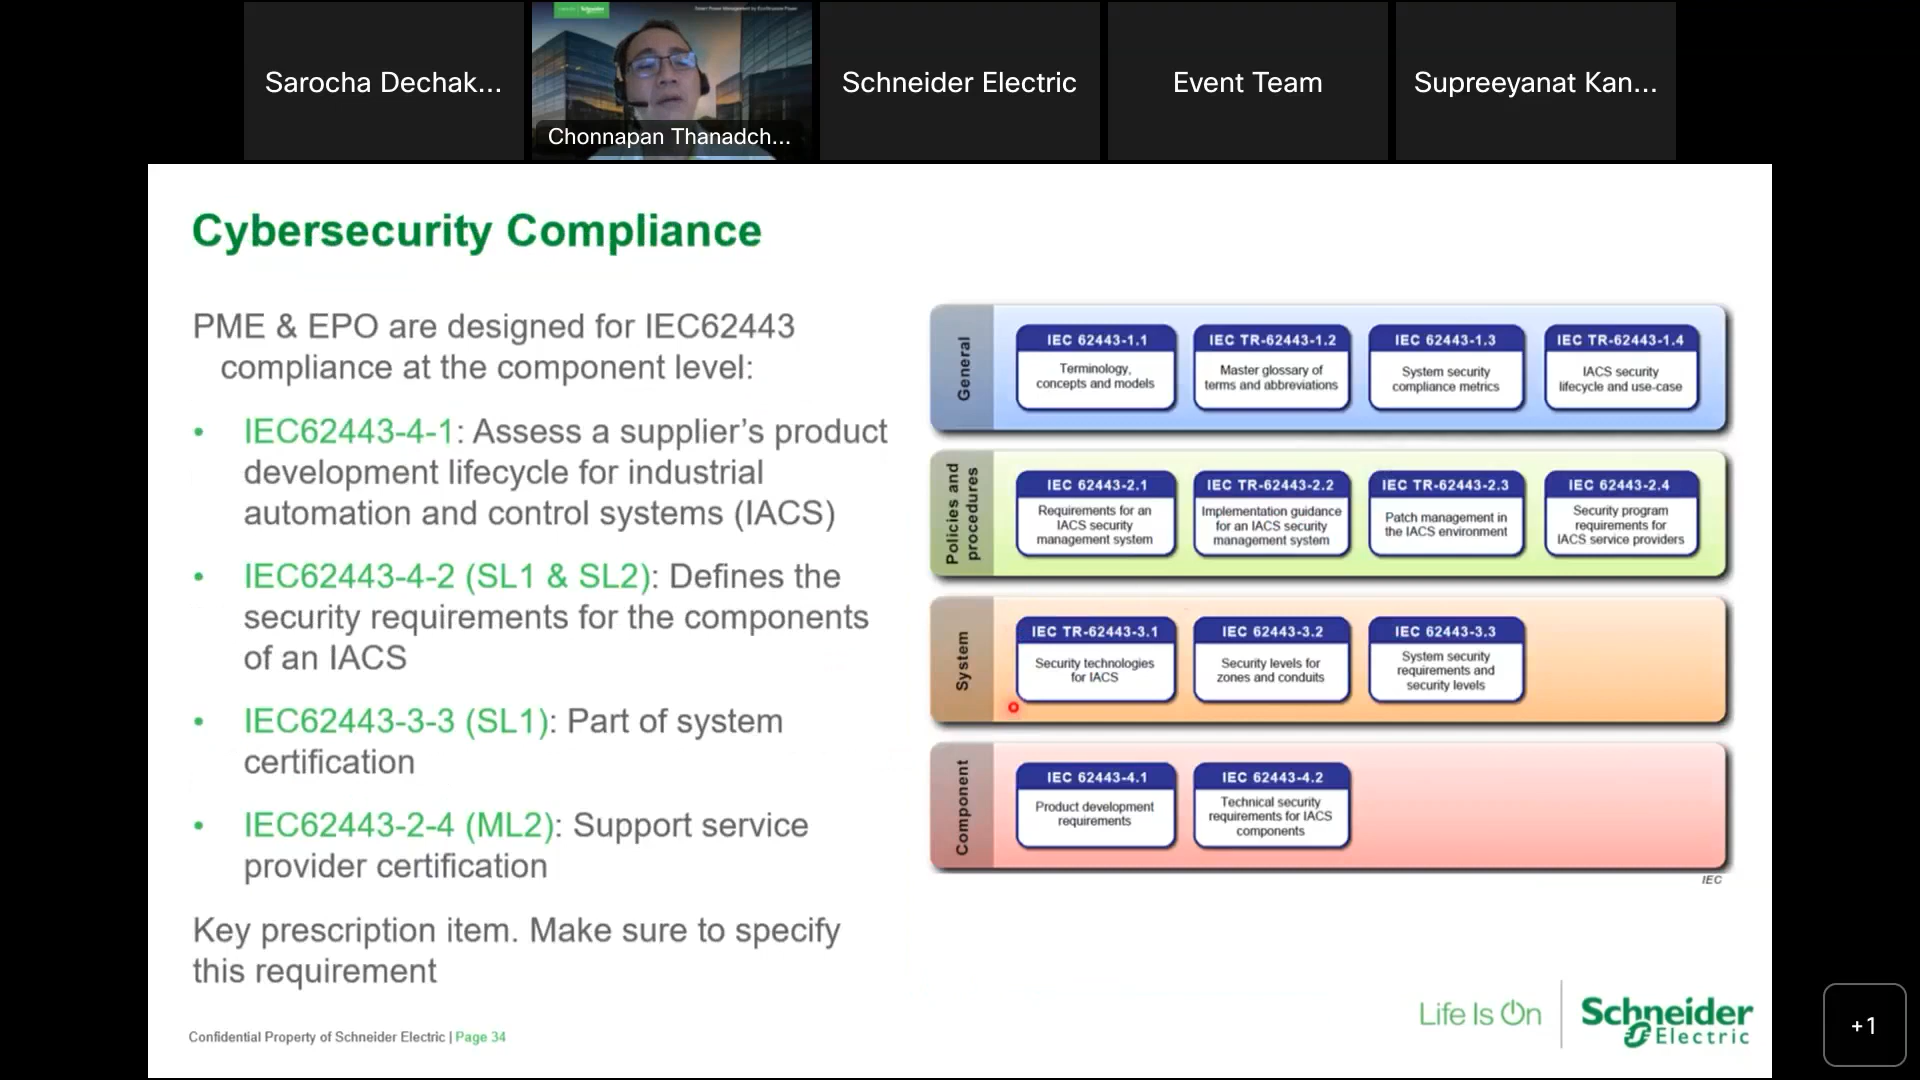 Sarocha Dechak...
Schneider
Chonnapan Thanadch...
Schneider Electric
Event Team
Supreeyanat Kan...
Cybersecurity Compliance
PME & EPO are designed for IEC62443
compliance at the component level:
• IEC62443-4-1: Assess a supplier’s product
development lifecycle for industrial
automation and control systems (IACS)
• IEC62443-4-2 (SL1 & SL2): Defines the
security requirements for the components
of an IACS
• IEC62443-3-3 (SL1): Part of system
certification
• IEC62443-2-4 (ML2): Support service
provider certification
Key prescription item. Make sure to specify
this requirement
General
IEC 62443-1.1
Terminology,
concepts and models
IEC TR-62443-1.2
Master glossary of
terms and abbreviations
IEC 62443-1.3
System security
compliance metrics
IEC TR-62443-1.4
IACS security
lifecycle and use-case
Policies and
procedures
IEC 62443-2.1
Requirements for an
IACS security
management system
IEC TR-62443-2.2
Implementation guidance
for an IACS security
management system
IEC TR-62443-2.3
Patch management in
the IACS environment
IEC 62443-2.4
Security program
requirements for
IACS service providers
System
IEC TR-62443-3.1
Security technologies
for IACS
IEC 62443-3.2
Security levels for
zones and conduits
IEC 62443-3.3
System security
requirements and
security levels
Component
IEC 62443-4.1
Product development
requirements
IEC 62443-4.2
Technical security
requirements for IACS
components
IEC
Confidential Property of Schneider Electric | Page 34
Life Is On
Schneider
Electric
+1